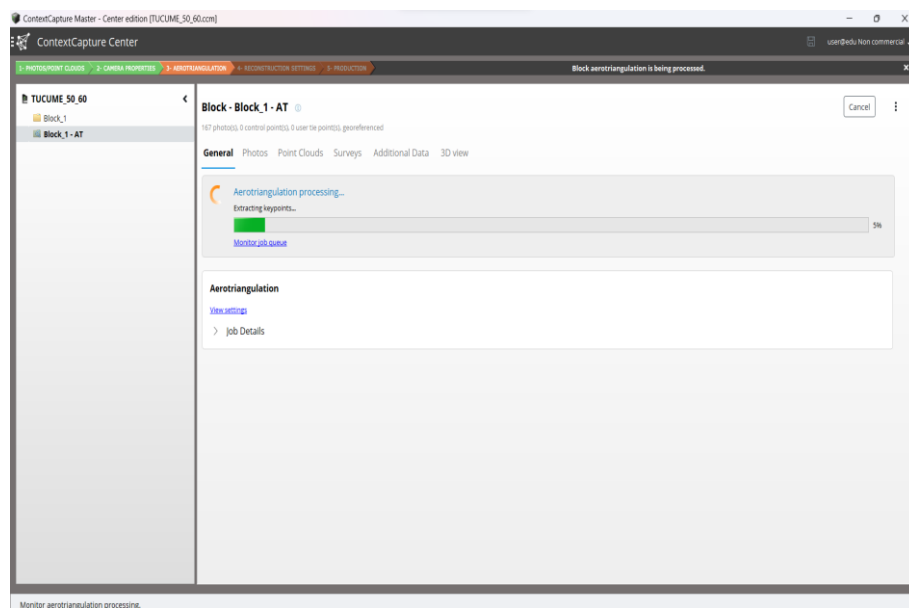 ContextCapture Master - Center edition [TUCUME_50_60.ccm]
ContextCapture Center
user@edu Non commercial
1- PHOTOS/POINT CLOUDS 2- CAMERA PROPERTIES 3- AEROTRIANGULATION 4- RECONSTRUCTION SETTINGS 5- PRODUCTION Block aerotriangulation is being processed. X
TUCUME_50_60
Block_1
Block_1 - AT
Block - Block_1 - AT
Cancel
167 photo(s), 0 control point(s), 0 user tie point(s), georeferenced
General Photos Point Clouds Surveys Additional Data 3D view
Aerotriangulation processing...
Extracting keypoints...
5%
Monitor job queue
Aerotriangulation
View settings
Job Details
Monitor aerotriangulation processing.